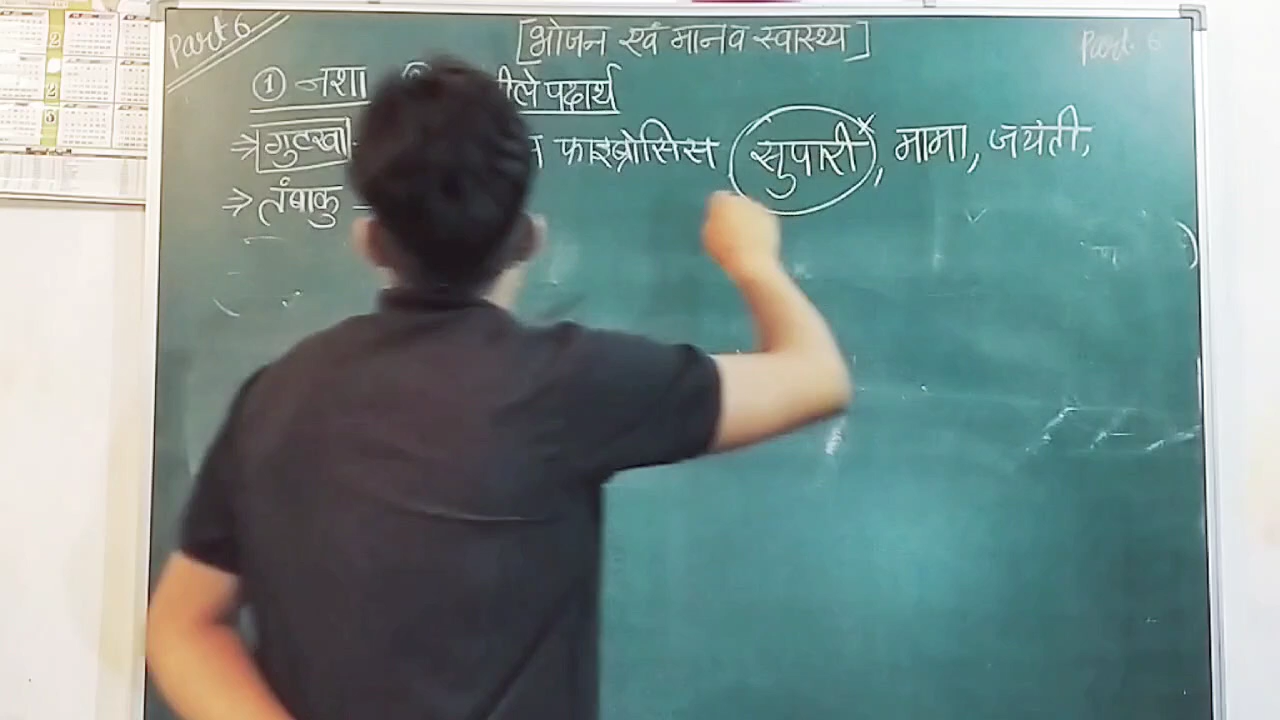 Part 6
[भोजन एवं मानव स्वास्थ्य]
Part 6
① नशा ीले पदार्थ
→ गुटखा फाइब्रोसिस सुपारी, मामा, जयंती,
→ तंबाकु -